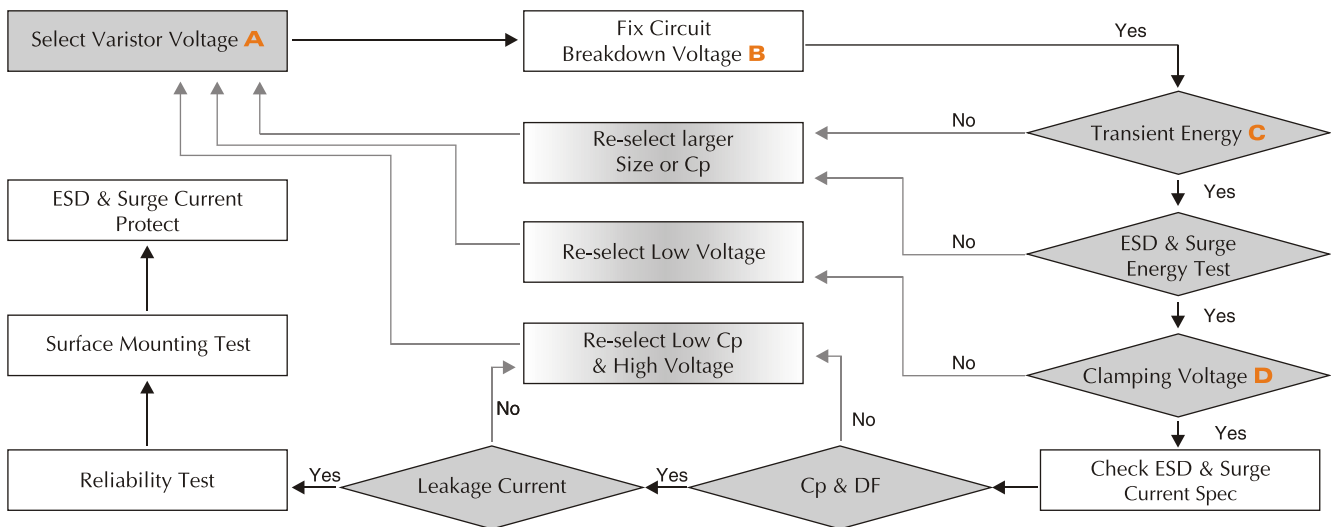 Select Varistor Voltage A
Fix Circuit
Breakdown Voltage B
Yes
No
Transient Energy C
Re-select larger
Size or Cp
Yes
ESD & Surge Current
Protect
No
ESD & Surge
Energy Test
Re-select Low Voltage
Yes
Surface Mounting Test
Re-select Low Cp
& High Voltage
No
Clamping Voltage D
No
No
Yes
Reliability Test
Yes
Leakage Current
Yes
Cp & DF
Check ESD & Surge
Current Spec